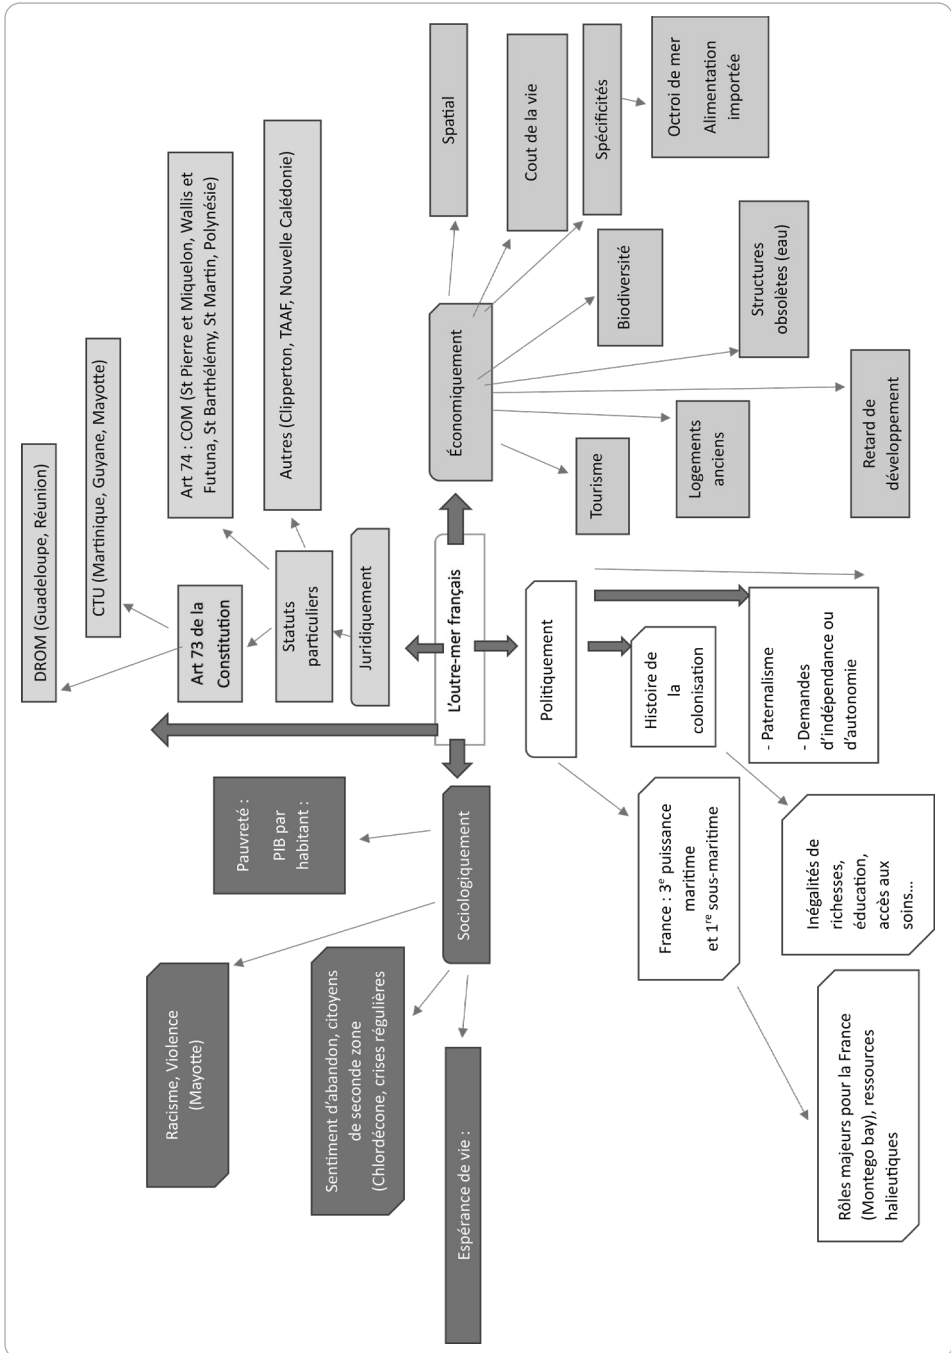 L’outre-mer français
Juridiquement
Statuts
particuliers
Art 73 de la
Constitution
DROM (Guadeloupe, Réunion)
CTU (Martinique, Guyane, Mayotte)
Art 74 : COM (St Pierre et Miquelon, Wallis et
Futuna, St Barthélémy, St Martin, Polynésie)
Autres (Clipperton, TAAF, Nouvelle Calédonie)
Économiquement
Spatial
Cout de la vie
Spécificités
Octroi de mer
Alimentation
importée
Biodiversité
Structures
obsolètes (eau)
Retard de
développement
Logements
anciens
Tourisme
Politiquement
Histoire de
la
colonisation
- Paternalisme
- Demandes
d’indépendance ou
d’autonomie
France : 3e puissance
maritime
et 1re sous-maritime
Inégalités de
richesses,
éducation,
accès aux
soins…
Rôles majeurs pour la France
(Montego bay), ressources
halieutiques
Sociologiquement
Pauvreté :
PIB par
habitant :
Racisme, Violence
(Mayotte)
Sentiment d’abandon, citoyens
de seconde zone
(Chlordécone, crises régulières
Espérance de vie :